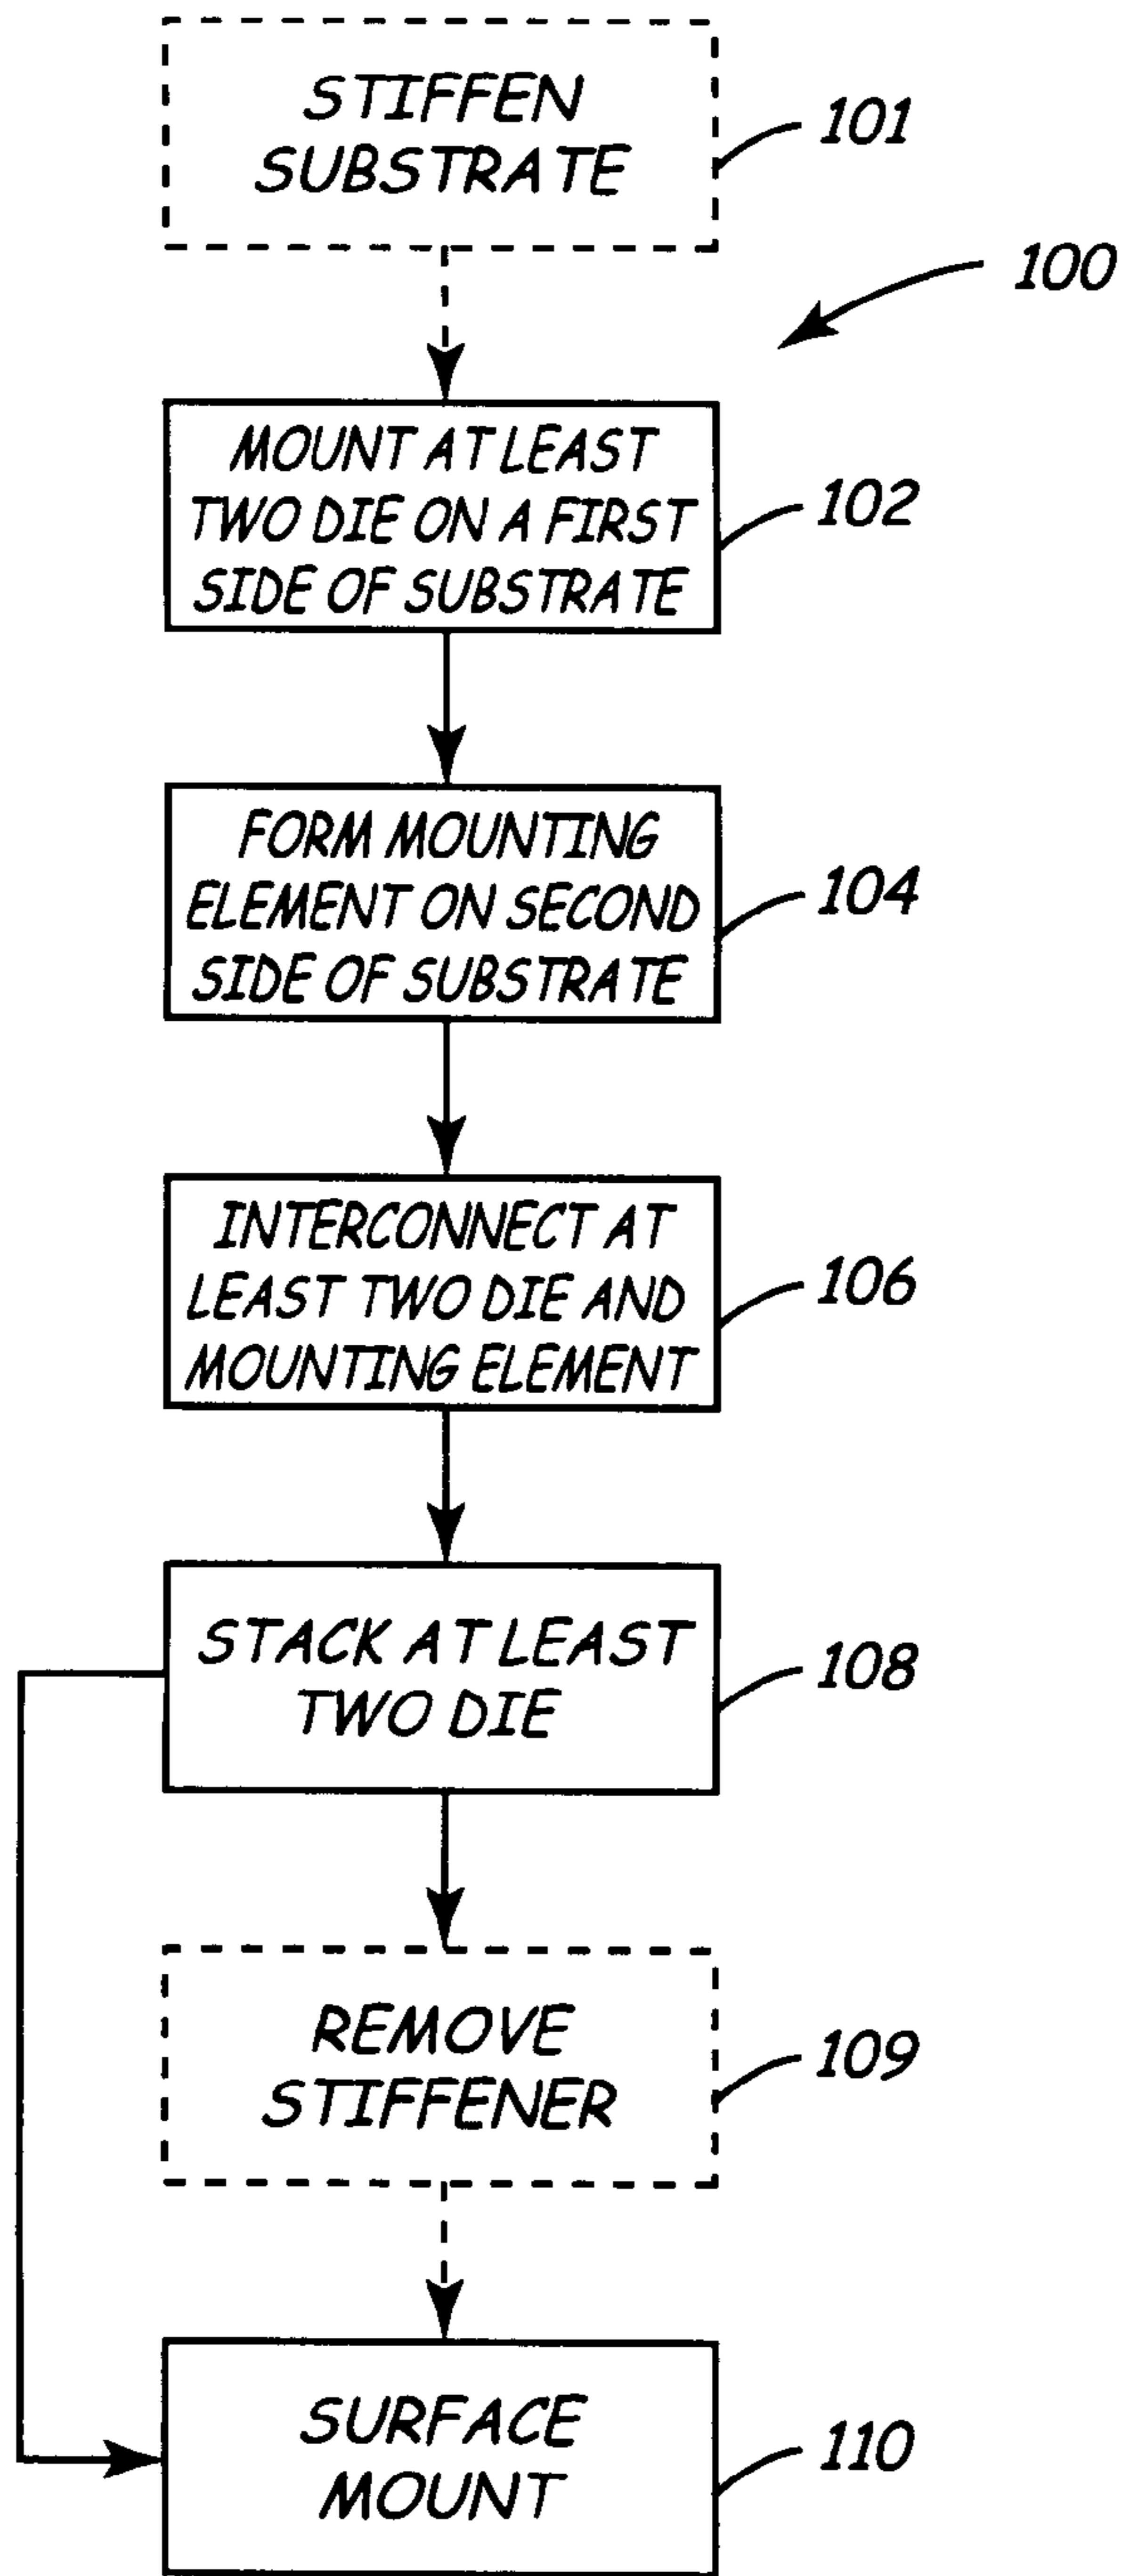 STIFFEN
SUBSTRATE
101
100
MOUNT AT LEAST
TWO DIE ON A FIRST
SIDE OF SUBSTRATE
102
FORM MOUNTING
ELEMENT ON SECOND
SIDE OF SUBSTRATE
104
INTERCONNECT AT
LEAST TWO DIE AND
MOUNTING ELEMENT
106
STACK AT LEAST
TWO DIE
108
REMOVE
STIFFENER
109
SURFACE
MOUNT
110